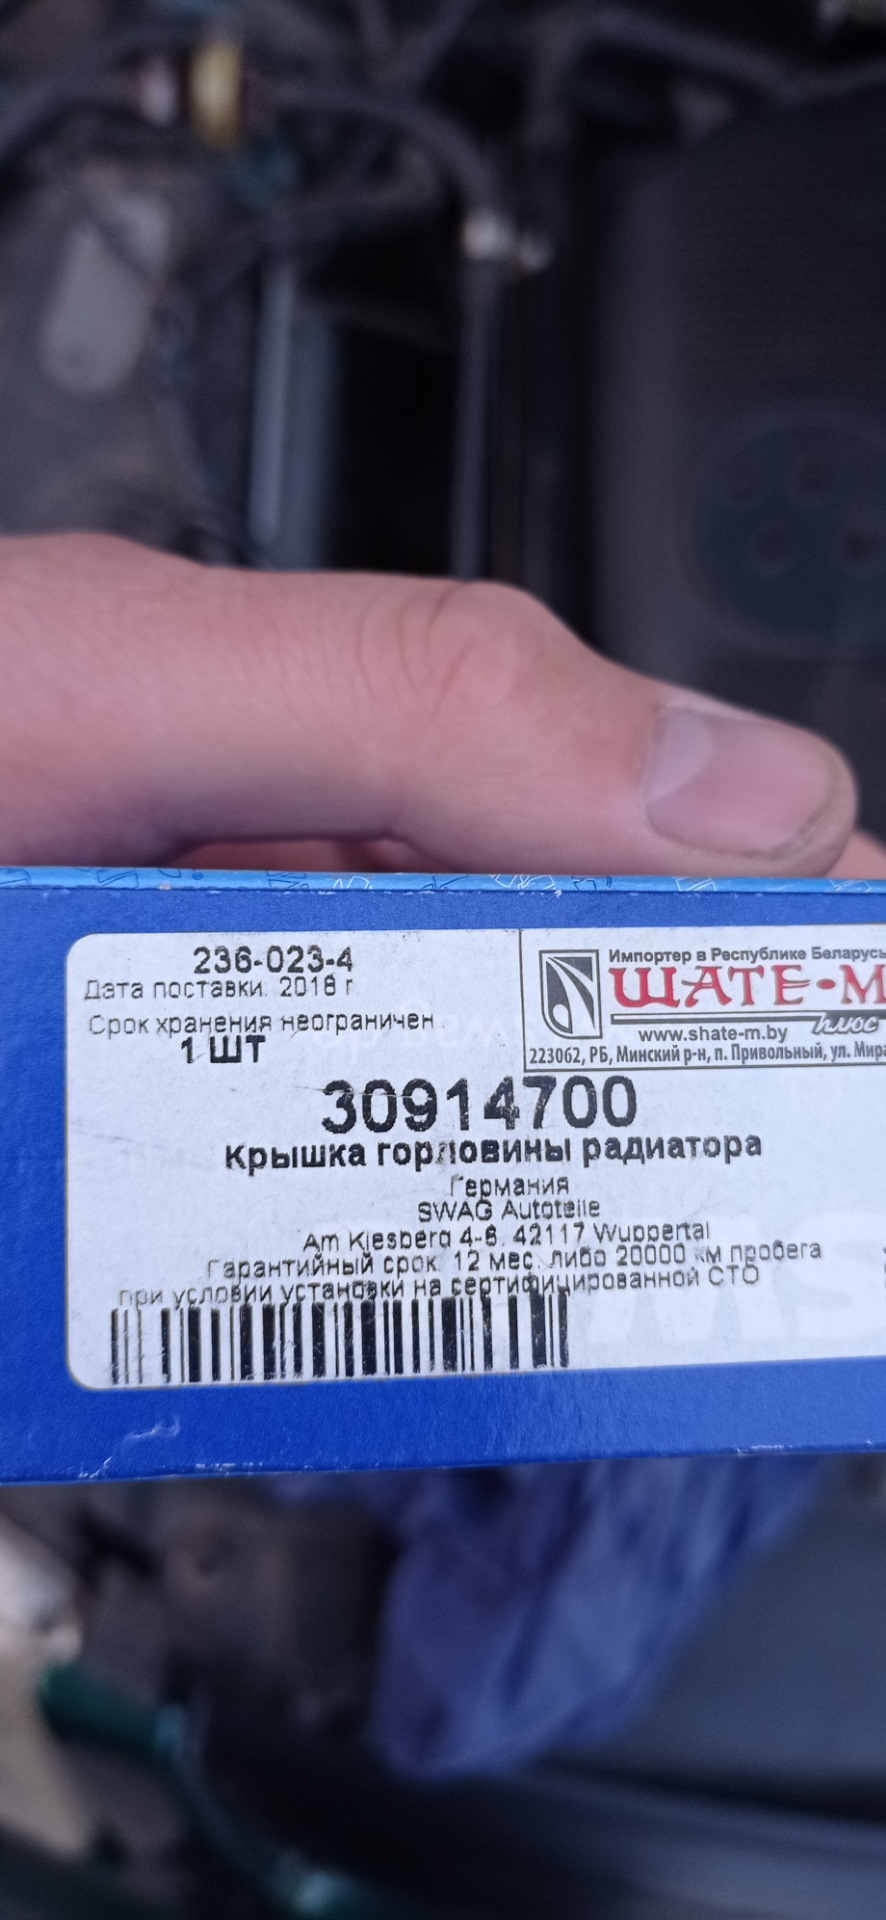 236-023-4
Дата поставки: 2018 г.
Срок хранения неограничен
1 ШТ
Импортер в Республике Беларусь
ШАТЕ-М
плюс
www.shate-m.by
223062, РБ, Минский р-н, п. Привольный, ул. Мира
30914700
Крышка горловины радиатора
Германия
SWAG Autoteile
Am Kiesberg 4-6, 42117 Wuppertal
Гарантийный срок: 12 мес. либо 20000 км пробега
при условии установки на сертифицированной СТО